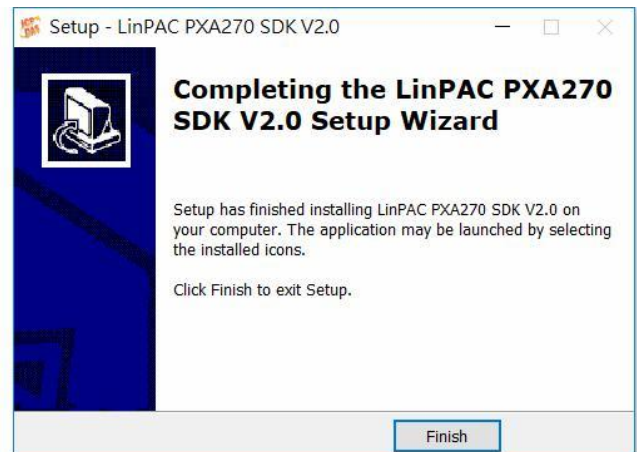 ICP DAS
Setup - LinPAC PXA270 SDK V2.0
Completing the LinPAC PXA270
SDK V2.0 Setup Wizard
Setup has finished installing LinPAC PXA270 SDK V2.0 on
your computer. The application may be launched by selecting
the installed icons.
Click Finish to exit Setup.
Finish